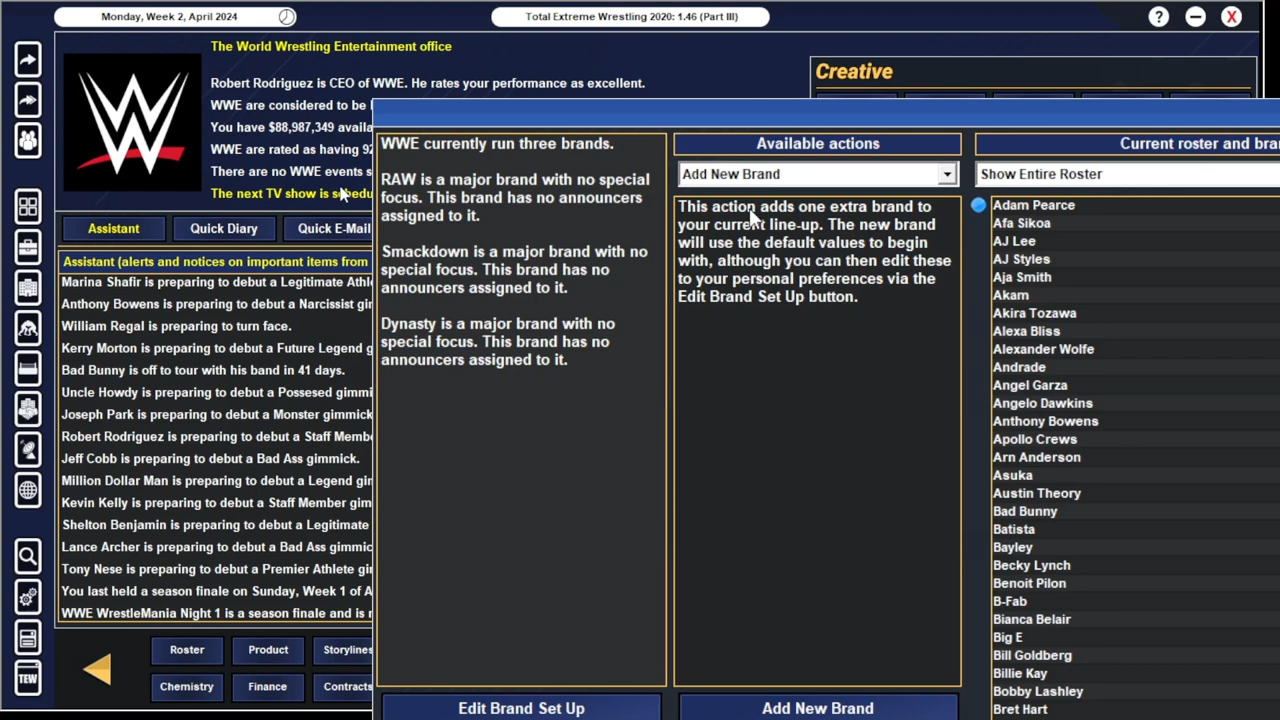 Monday, Week 2, April 2024
Total Extreme Wrestling 2020: 1.46 (Part III)
?
X
The World Wrestling Entertainment office
Robert Rodriguez is CEO of WWE. He rates your performance as excellent.
WWE are considered to be
You have $88,987,349 availa
WWE are rated as having 92
There are no WWE events s
The next TV show is schedu
Creative
Assistant
Quick Diary
Quick E-Mail
Assistant (alerts and notices on important items from
Marina Shafir is preparing to debut a Legitimate Athl
Anthony Bowens is preparing to debut a Narcissist gi
William Regal is preparing to turn face.
Kerry Morton is preparing to debut a Future Legend g
Bad Bunny is off to tour with his band in 41 days.
Uncle Howdy is preparing to debut a Possesed gimmi
Joseph Park is preparing to debut a Monster gimmick
Robert Rodriguez is preparing to debut a Staff Membe
Jeff Cobb is preparing to debut a Bad Ass gimmick.
Million Dollar Man is preparing to debut a Legend gi
Kevin Kelly is preparing to debut a Staff Member gim
Shelton Benjamin is preparing to debut a Legitimate
Lance Archer is preparing to debut a Bad Ass gimmic
Tony Nese is preparing to debut a Premier Athlete gi
You last held a season finale on Sunday, Week 1 of A
WWE WrestleMania Night 1 is a season finale and is
Roster
Product
Storylines
Chemistry
Finance
Contracts
TEW
WWE currently run three brands.
RAW is a major brand with no special
focus. This brand has no announcers
assigned to it.
Smackdown is a major brand with no
special focus. This brand has no
announcers assigned to it.
Dynasty is a major brand with no
special focus. This brand has no
announcers assigned to it.
Edit Brand Set Up
Available actions
Add New Brand
This action adds one extra brand to
your current line-up. The new brand
will use the default values to begin
with, although you can then edit these
to your personal preferences via the
Edit Brand Set Up button.
Add New Brand
Current roster and bran
Show Entire Roster
Adam Pearce
Afa Sikoa
AJ Lee
AJ Styles
Aja Smith
Akam
Akira Tozawa
Alexa Bliss
Alexander Wolfe
Andrade
Angel Garza
Angelo Dawkins
Anthony Bowens
Apollo Crews
Arn Anderson
Asuka
Austin Theory
Bad Bunny
Batista
Bayley
Becky Lynch
Benoit Pilon
B-Fab
Bianca Belair
Big E
Bill Goldberg
Billie Kay
Bobby Lashley
Bret Hart